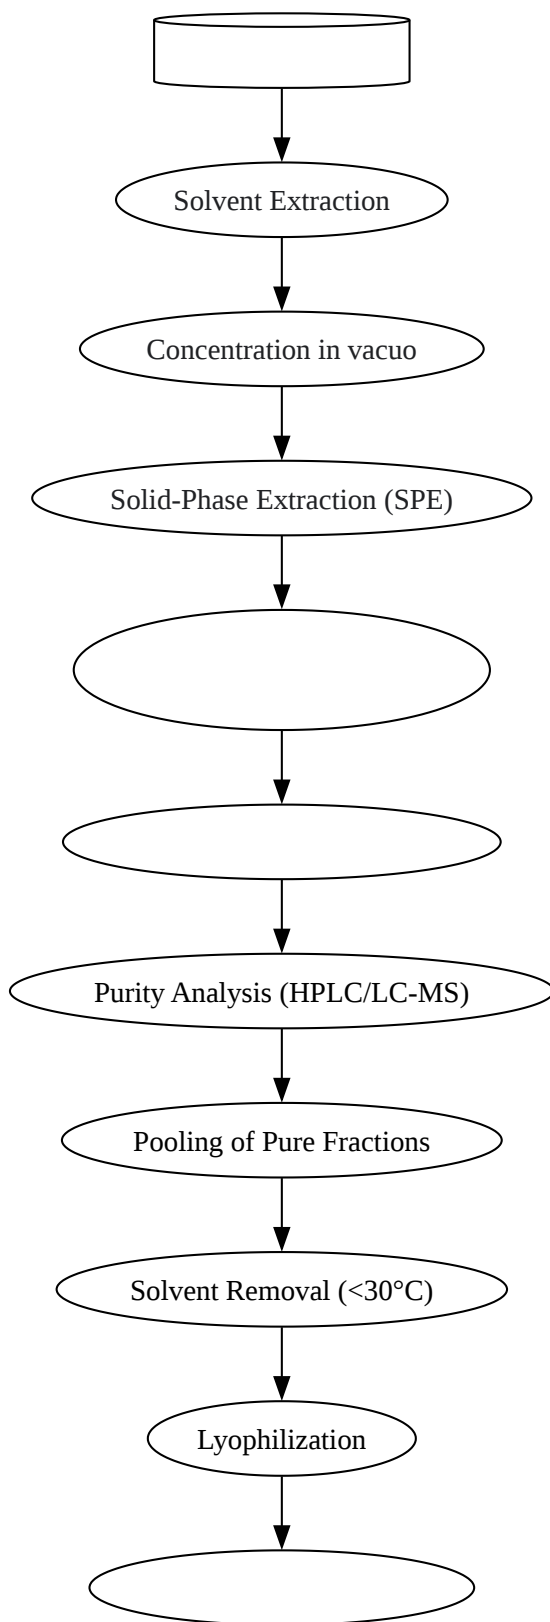 Solvent Extraction
Concentration in vacuo
Solid-Phase Extraction (SPE)
Purity Analysis (HPLC/LC-MS)
Pooling of Pure Fractions
Solvent Removal (<30°C)
Lyophilization